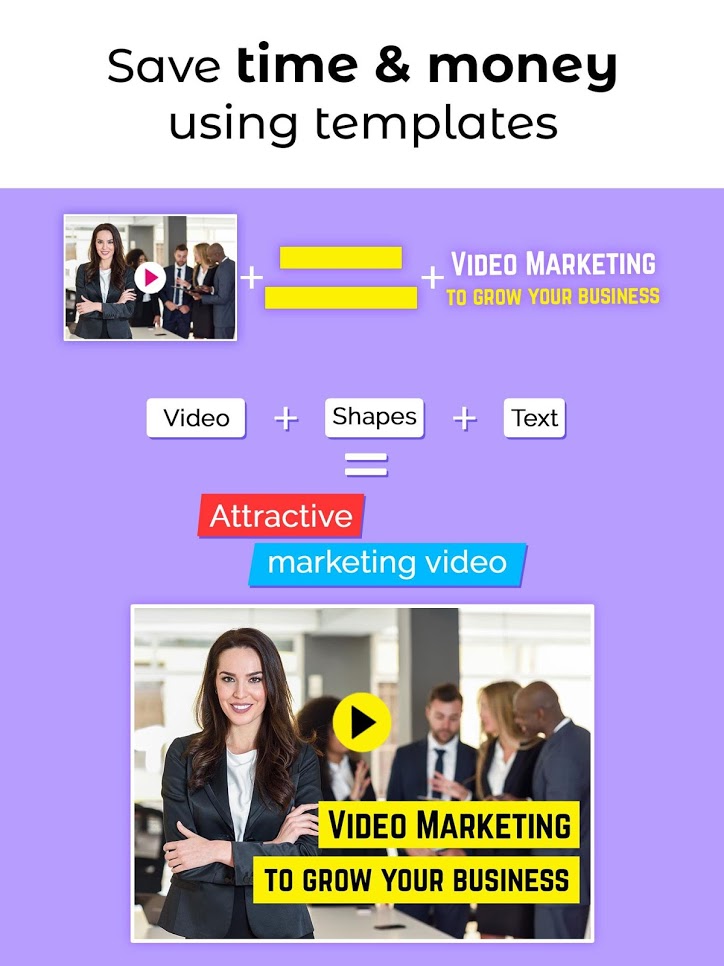 Save time & money
using templates
+ + VIDEO MARKETING
TO GROW YOUR BUSINESS
Video + Shapes + Text
=
Attractive
marketing video
VIDEO MARKETING
TO GROW YOUR BUSINESS